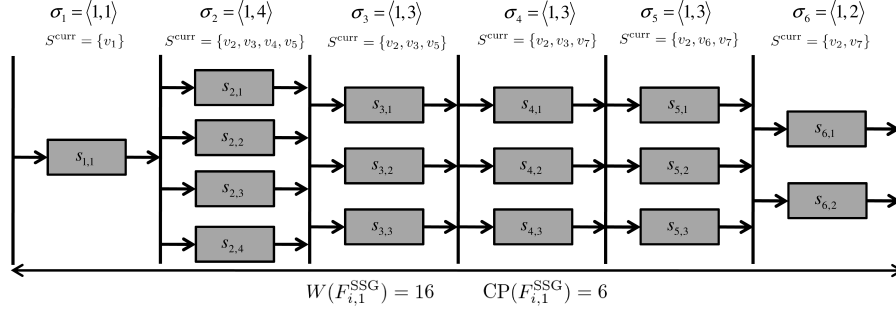 σ₁ = ⟨1,1⟩ σ₂ = ⟨1,4⟩ σ₃ = ⟨1,3⟩ σ₄ = ⟨1,3⟩ σ₅ = ⟨1,3⟩ σ₆ = ⟨1,2⟩
S^curr = {v₁} S^curr = {v₂, v₃, v₄, v₅} S^curr = {v₂, v₃, v₅} S^curr = {v₂, v₃, v₇} S^curr = {v₂, v₆, v₇} S^curr = {v₂, v₇}
s₂,₁
s₃,₁ s₄,₁ s₅,₁
s₆,₁
s₂,₂
s₁,₁
s₃,₂ s₄,₂ s₅,₂
s₂,₃
s₆,₂
s₃,₃ s₄,₃ s₅,₃
s₂,₄
W(F_{i,1}^{SSG}) = 16 CP(F_{i,1}^{SSG}) = 6